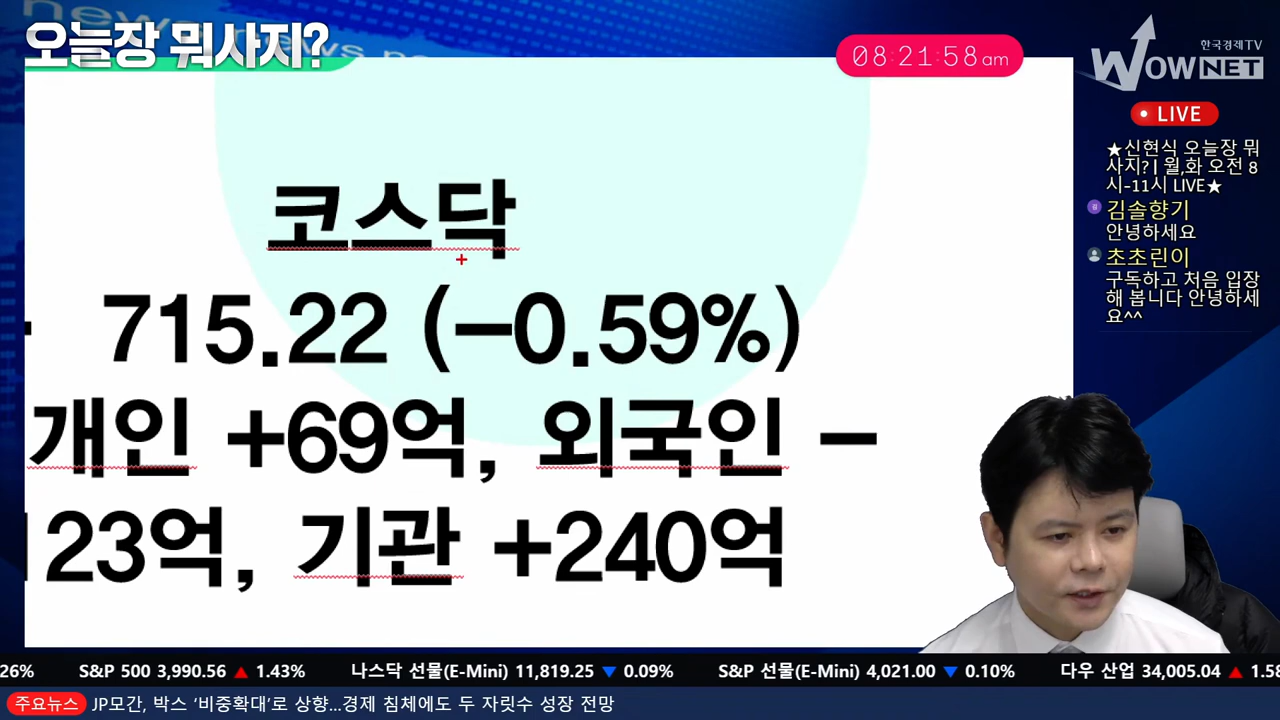 오늘장 뭐사지?
08:21:58am
한국경제TV
WOWNET
LIVE
★신현식 오늘장 뭐
사지?| 월,화 오전 8
시-11시 LIVE★
김솔향기
안녕하세요
초초린이
구독하고 처음 입장
해 봅니다 안녕하세
요^^
코스닥
715.22 (-0.59%)
개인 +69억, 외국인 -
123억, 기관 +240억
26% S&P 500 3,990.56 ▲ 1.43% 나스닥 선물(E-Mini) 11,819.25 ▼ 0.09% S&P 선물(E-Mini) 4,021.00 ▼ 0.10% 다우 산업 34,005.04 ▲ 1.58
주요뉴스 JP모간, 박스 ‘비중확대’로 상향...경제 침체에도 두 자릿수 성장 전망